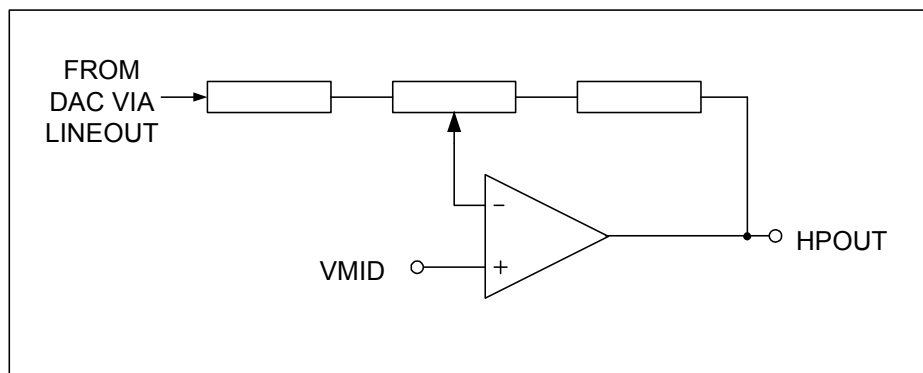 FROM
DAC VIA
LINEOUT
−
+
VMID
HPOUT